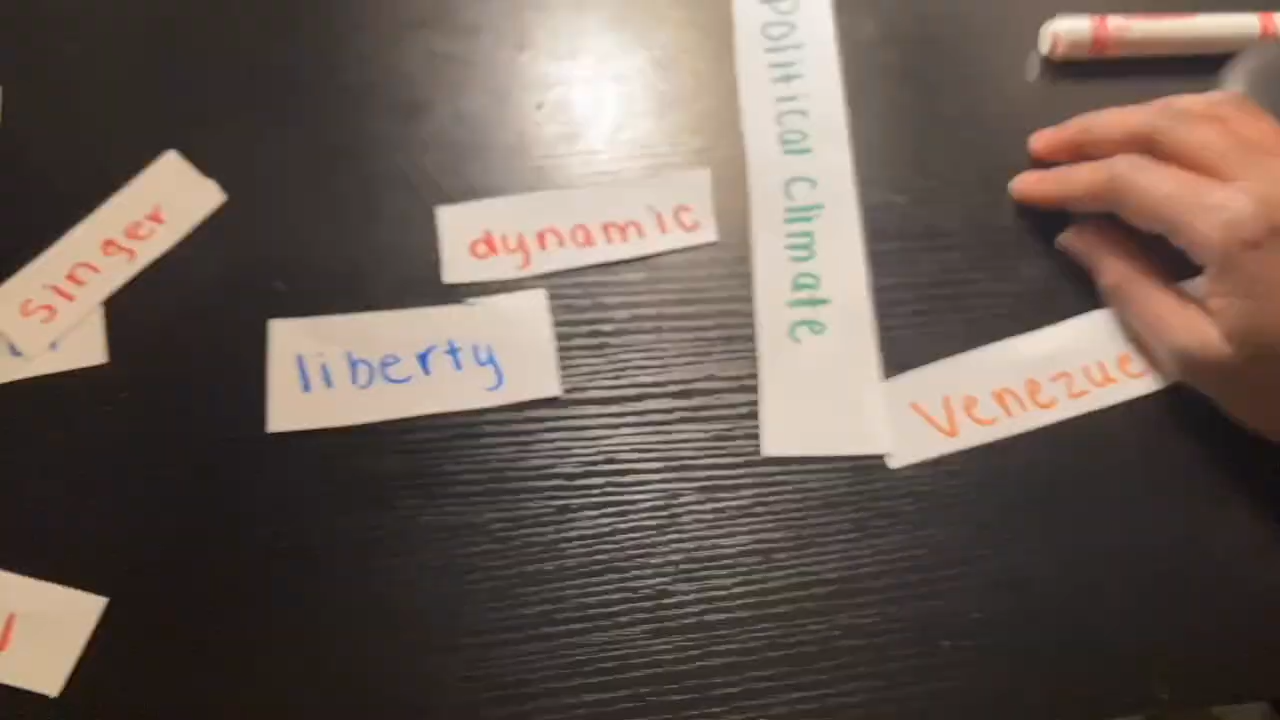 political climate
singer
dynamic
liberty
Venezue